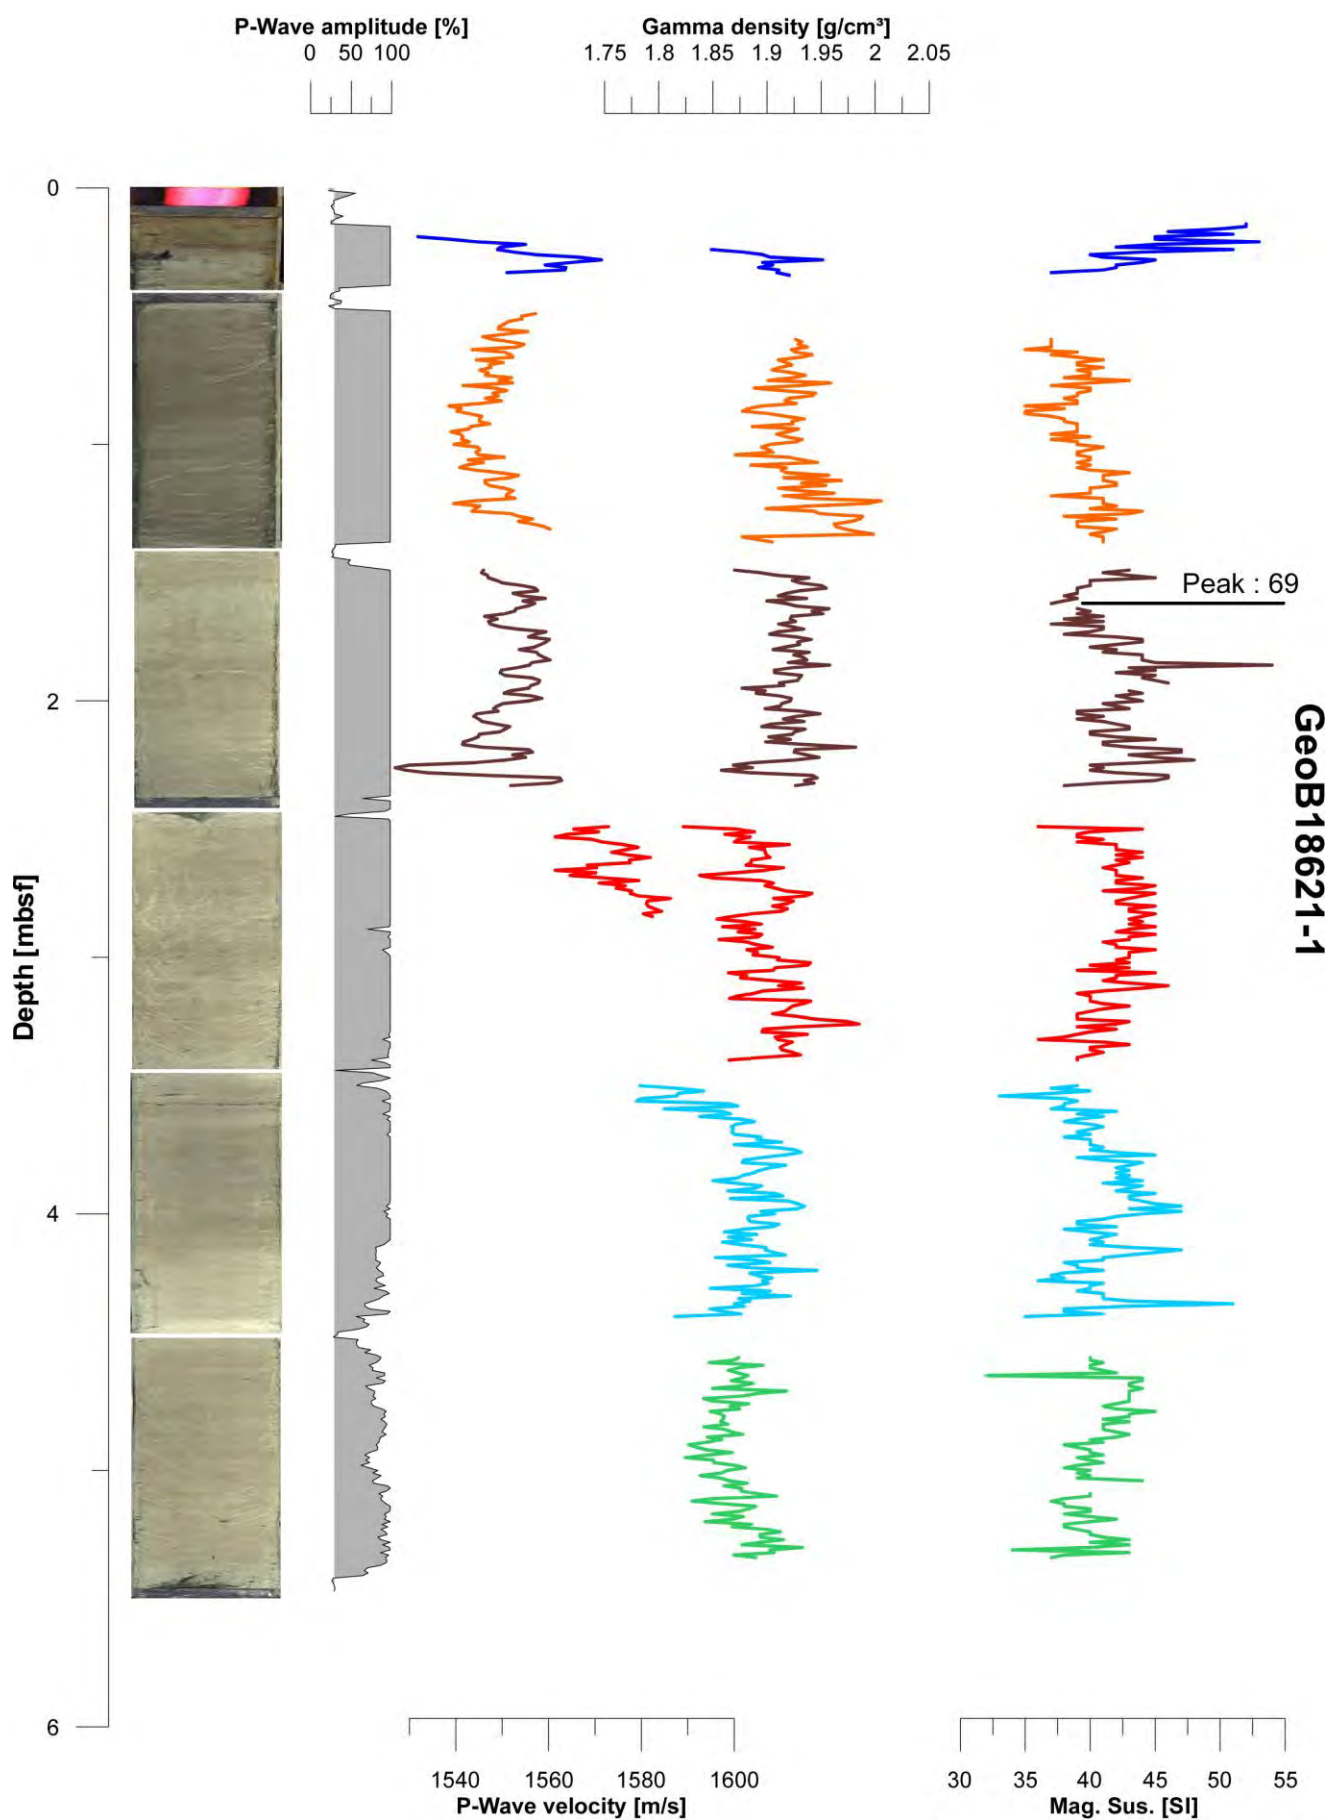 P-Wave amplitude [%]
Gamma density [g/cm³]
0 50 100
1.75 1.8 1.85 1.9 1.95 2 2.05
0
Peak : 69
2
GeoB18621-1
Depth [mbsf]
4
6
1540 1560 1580 1600
P-Wave velocity [m/s]
30 35 40 45 50 55
Mag. Sus. [SI]